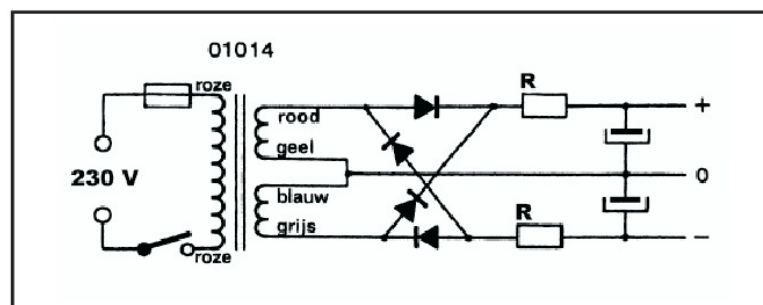 01014
roze
rood
geel
230 V
blauw
grijs
roze
R
R
+
0
−